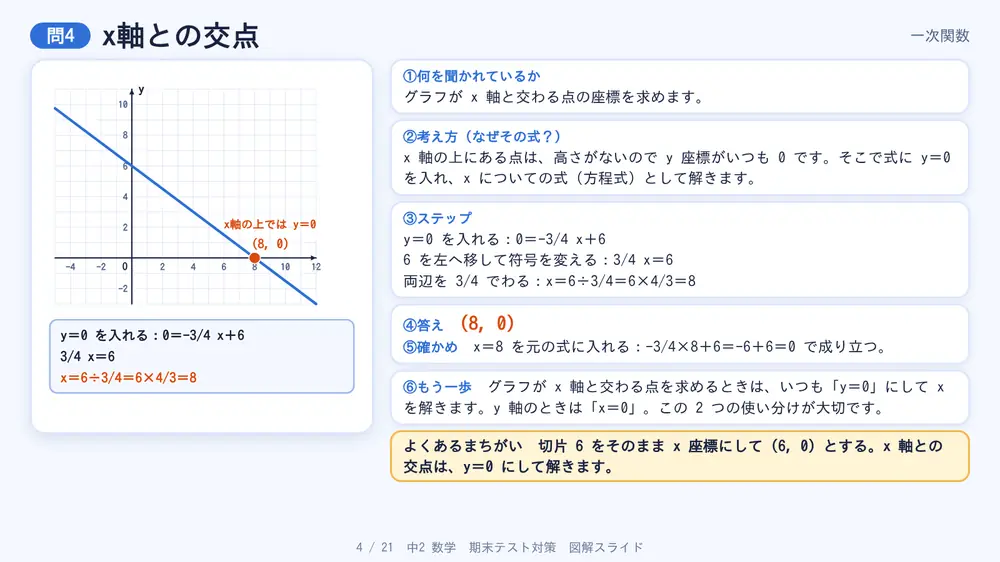 問4 x軸との交点
一次関数
y
10
8
6
4
2
x軸の上では y=0
(8, 0)
-4 -2 0 2 4 6 8 10 12
-2
y=0 を入れる：0=-3/4 x+6
3/4 x=6
x=6÷3/4=6×4/3=8
①何を聞かれているか
グラフが x 軸と交わる点の座標を求めます。
②考え方（なぜその式？）
x 軸の上にある点は、高さがないので y 座標がいつも 0 です。そこで式に y=0
を入れ、x についての式（方程式）として解きます。
③ステップ
y=0 を入れる：0=-3/4 x+6
6 を左へ移して符号を変える：3/4 x=6
両辺を 3/4 でわる：x=6÷3/4=6×4/3=8
④答え (8, 0)
⑤確かめ x=8 を元の式に入れる：-3/4×8+6=-6+6=0 で成り立つ。
⑥もう一歩 グラフが x 軸と交わる点を求めるときは、いつも「y=0」にして x
を解きます。y 軸のときは「x=0」。この 2 つの使い分けが大切です。
よくあるまちがい 切片 6 をそのまま x 座標にして (6, 0) とする。x 軸との
交点は、y=0 にして解きます。
4 / 21 中2 数学 期末テスト対策 図解スライド